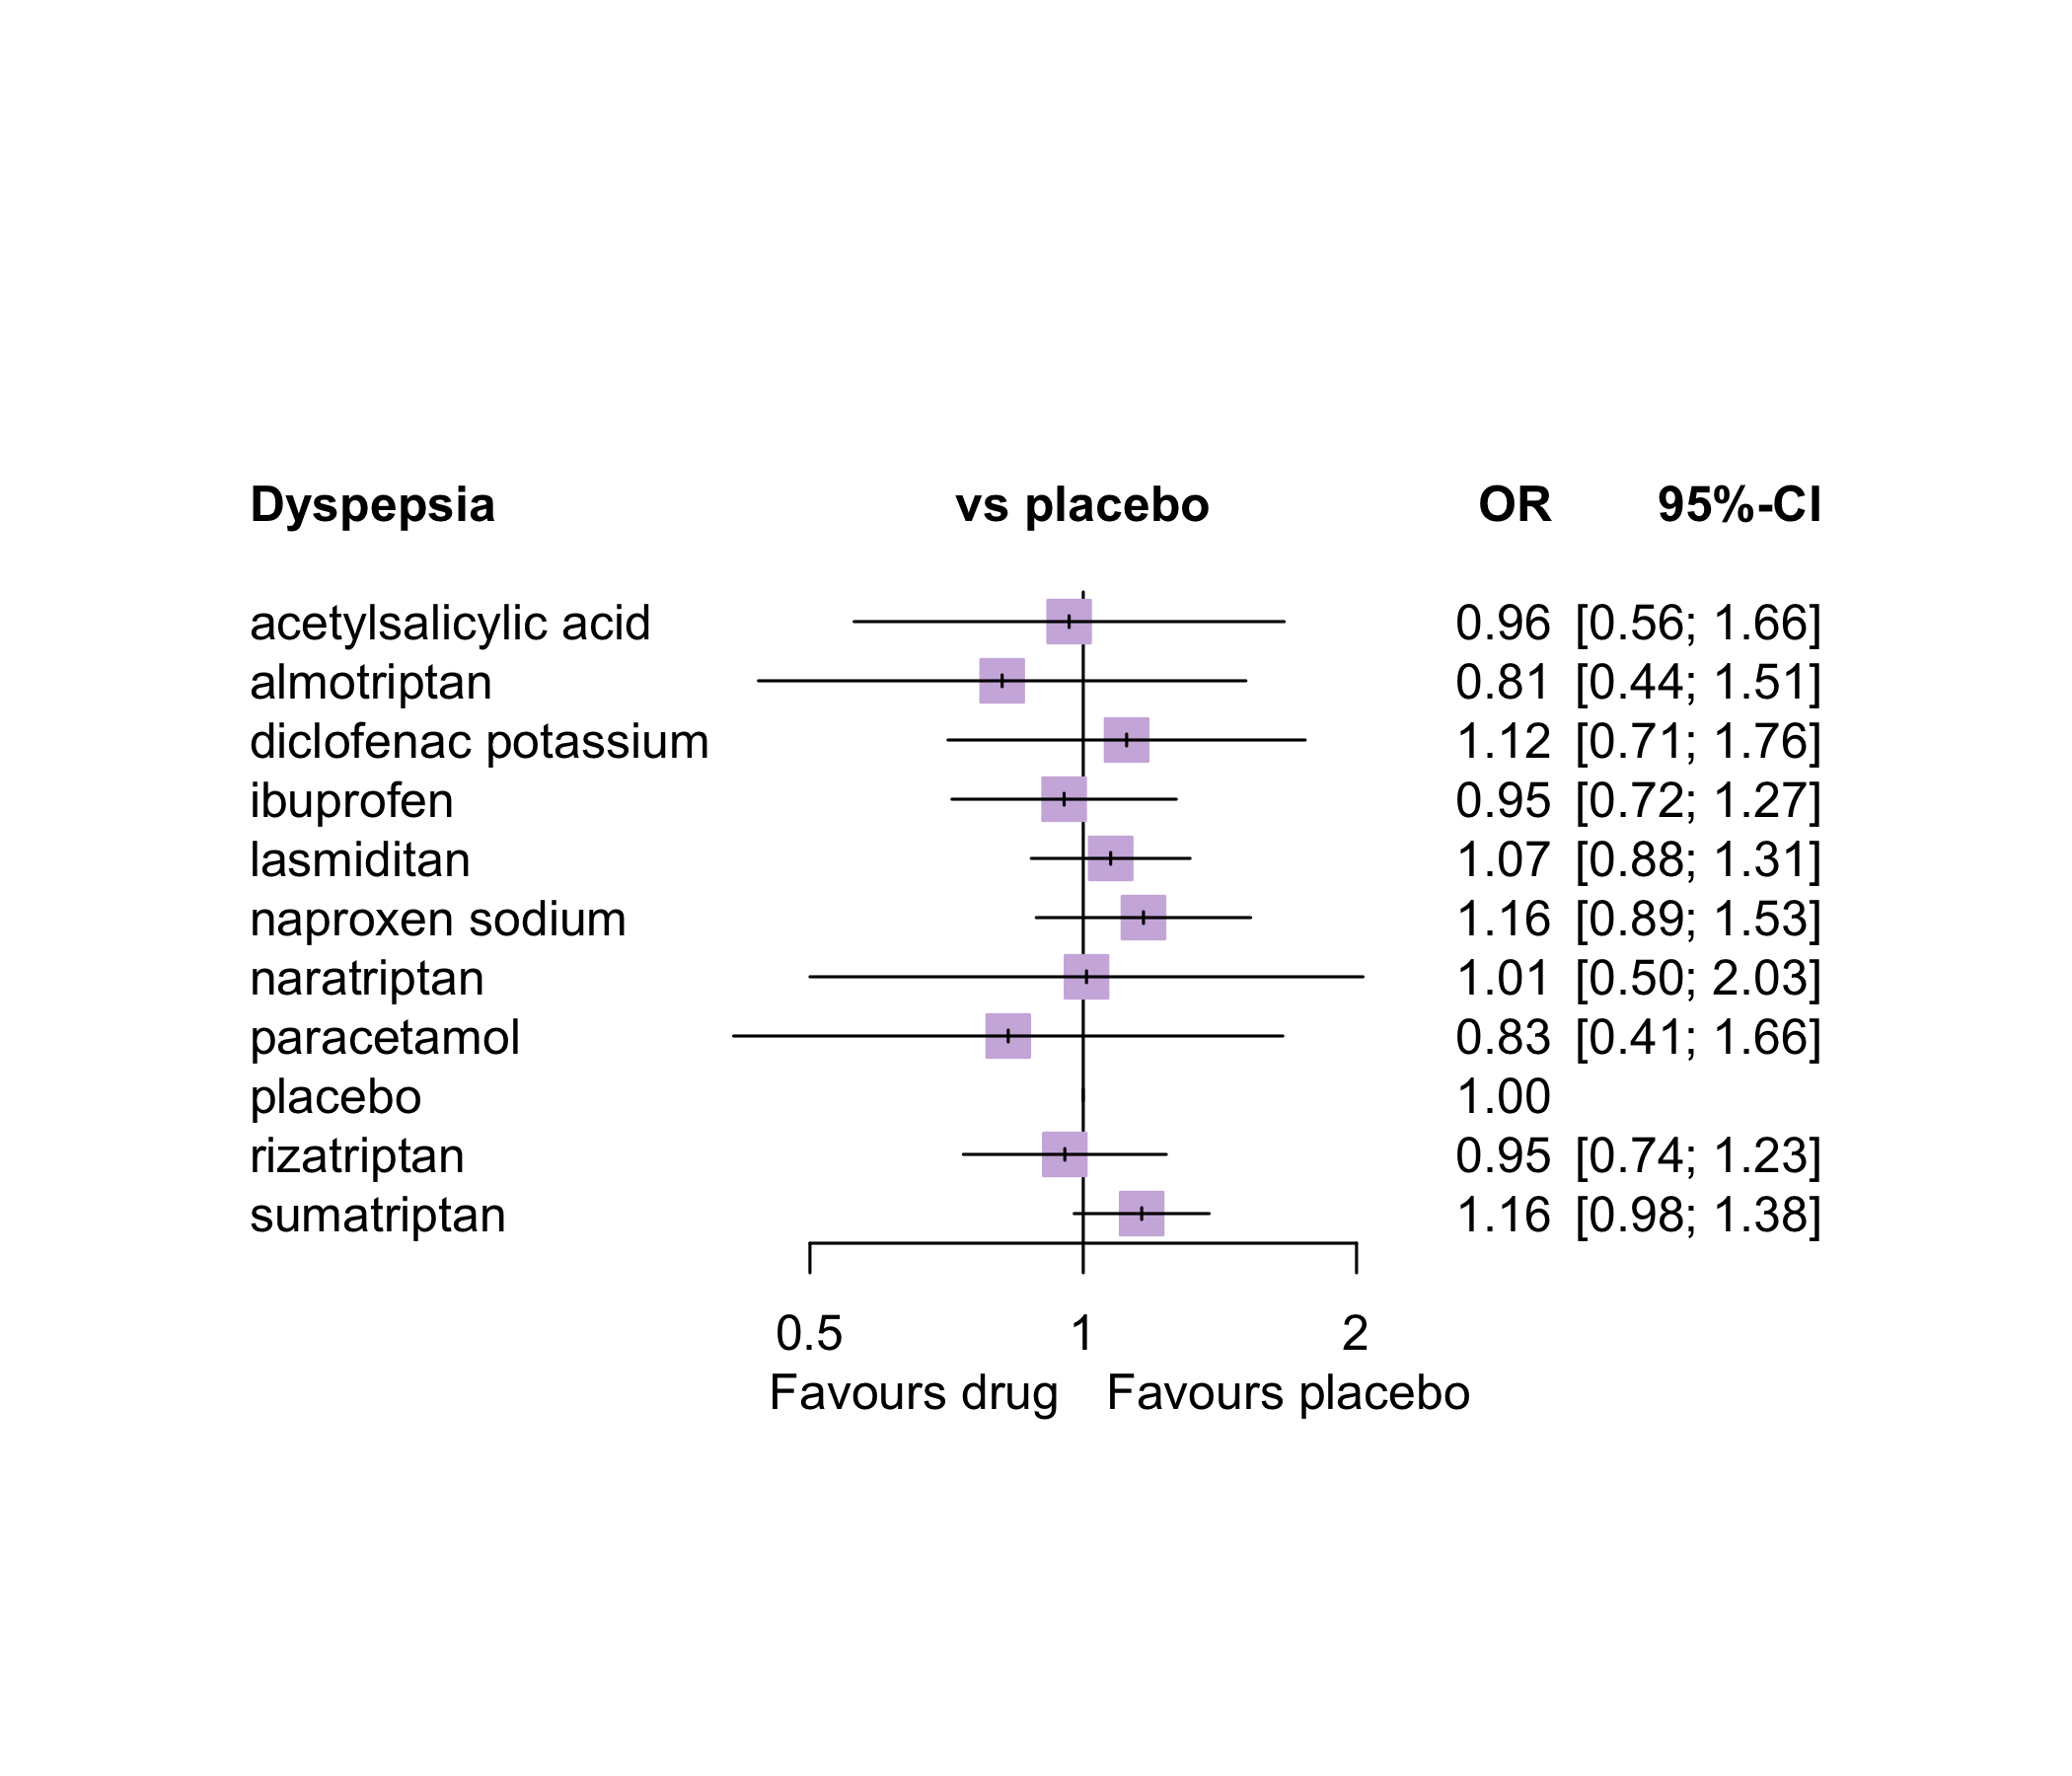 Dyspepsia vs placebo OR 95%-CI
acetylsalicylic acid 0.96 [0.56; 1.66]
almotriptan 0.81 [0.44; 1.51]
diclofenac potassium 1.12 [0.71; 1.76]
ibuprofen 0.95 [0.72; 1.27]
lasmiditan 1.07 [0.88; 1.31]
naproxen sodium 1.16 [0.89; 1.53]
naratriptan 1.01 [0.50; 2.03]
paracetamol 0.83 [0.41; 1.66]
placebo 1.00
rizatriptan 0.95 [0.74; 1.23]
sumatriptan 1.16 [0.98; 1.38]
0.5 1 2
Favours drug Favours placebo